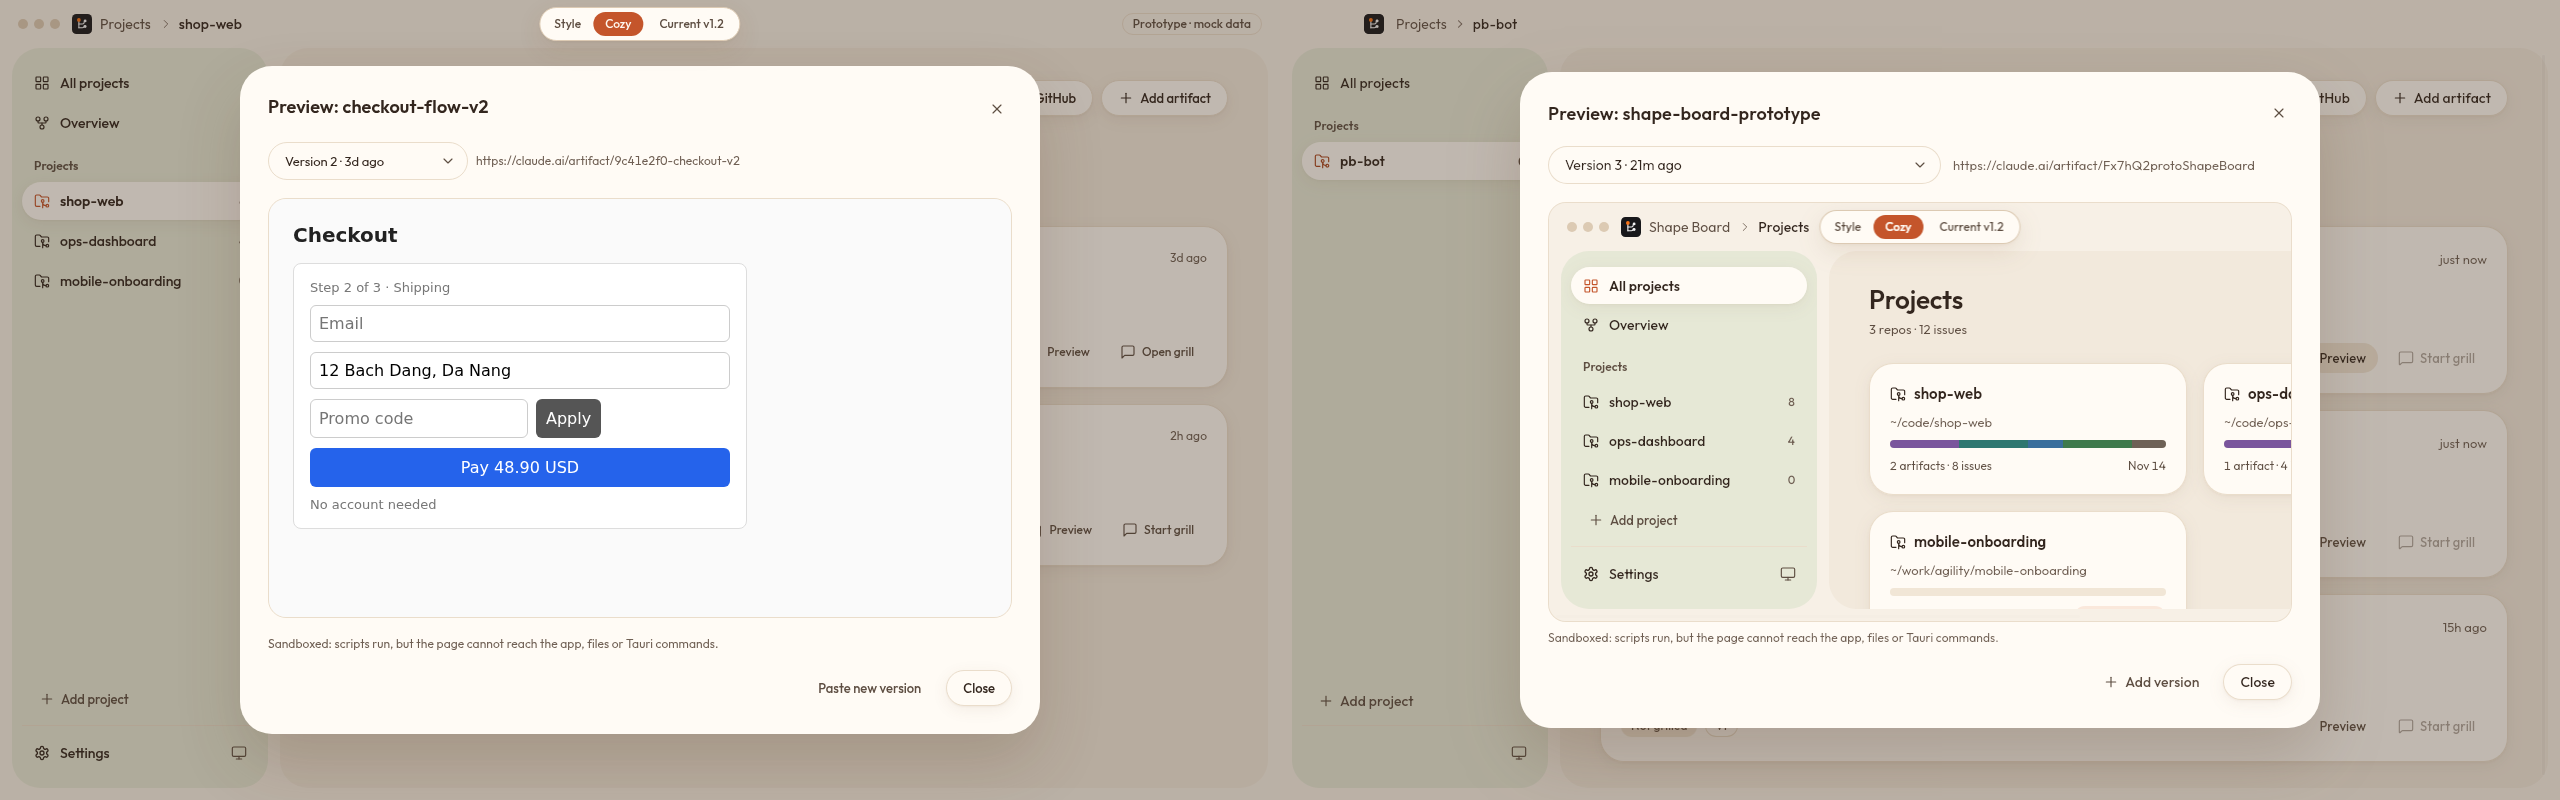 Projects > shop-web
Style Cozy Current v1.2
Prototype · mock data
All projects
Overview
Projects
shop-web
ops-dashboard
mobile-onboarding
Add project
Settings
GitHub
Add artifact
3d ago
Preview Open grill
2h ago
Preview Start grill
Preview: checkout-flow-v2
Version 2 · 3d ago
https://claude.ai/artifact/9c41e2f0-checkout-v2
Checkout
Step 2 of 3 · Shipping
Email
12 Bach Dang, Da Nang
Promo code Apply
Pay 48.90 USD
No account needed
Sandboxed: scripts run, but the page cannot reach the app, files or Tauri commands.
Paste new version Close
Projects > pb-bot
All projects
Projects
pb-bot
Add project
tHub
Add artifact
just now
Preview Start grill
just now
Preview Start grill
15h ago
Preview Start grill
Preview: shape-board-prototype
Version 3 · 21m ago
https://claude.ai/artifact/Fx7hQ2protoShapeBoard
Shape Board > Projects
Style Cozy Current v1.2
All projects
Overview
Projects
shop-web 8
ops-dashboard 4
mobile-onboarding 0
Add project
Settings
Projects
3 repos · 12 issues
shop-web
~/code/shop-web
2 artifacts · 8 issues Nov 14
ops-da
~/code/ops-
1 artifact · 4
mobile-onboarding
~/work/agility/mobile-onboarding
Sandboxed: scripts run, but the page cannot reach the app, files or Tauri commands.
Add version Close